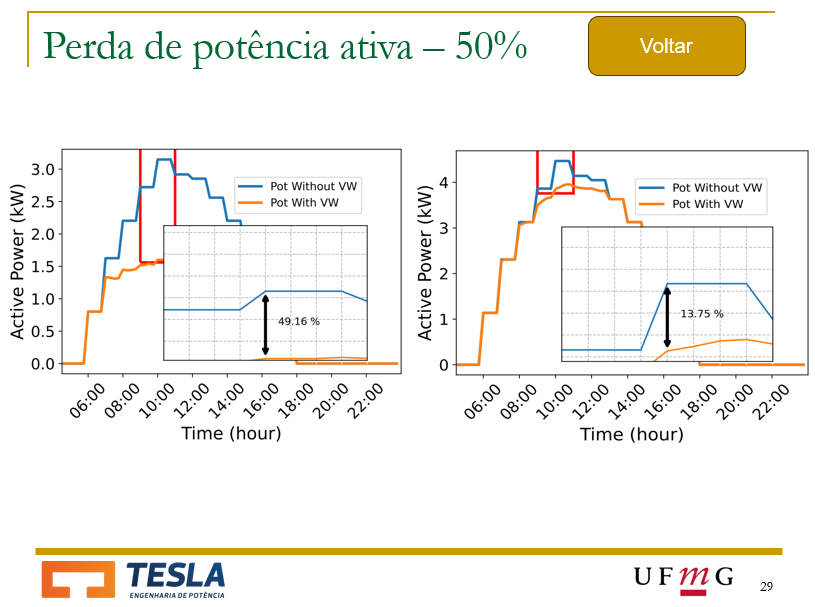 Perda de potência ativa – 50%
Voltar
Active Power (kW)
3.0
2.5
2.0
1.5
1.0
0.5
0.0
Pot Without VW
Pot With VW
49.16 %
06:00
08:00
10:00
12:00
14:00
16:00
18:00
20:00
22:00
Time (hour)
Active Power (kW)
4
3
2
1
0
Pot Without VW
Pot With VW
13.75 %
06:00
08:00
10:00
12:00
14:00
16:00
18:00
20:00
22:00
Time (hour)
TESLA
ENGENHARIA DE POTÊNCIA
UFmG
29